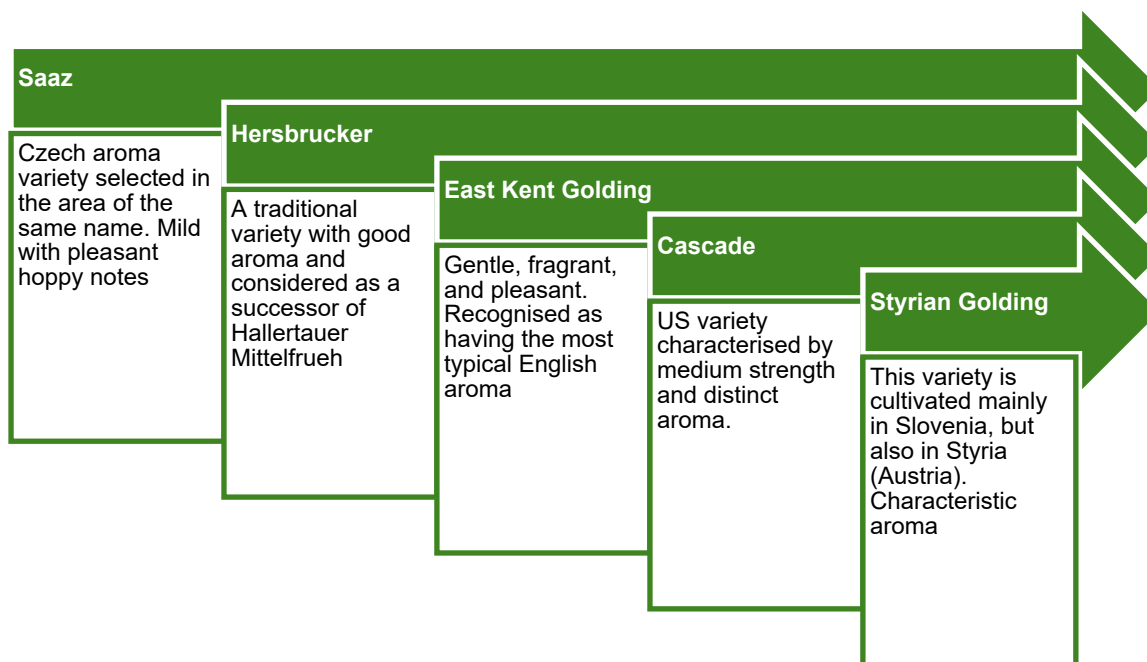 Saaz
Czech aroma
variety selected in
the area of the
same name. Mild
with pleasant
hoppy notes
Hersbrucker
A traditional
variety with good
aroma and
considered as a
successor of
Hallertauer
Mittelfrueh
East Kent Golding
Gentle, fragrant,
and pleasant.
Recognised as
having the most
typical English
aroma
Cascade
US variety
characterised by
medium strength
and distinct
aroma.
Styrian Golding
This variety is
cultivated mainly
in Slovenia, but
also in Styria
(Austria).
Characteristic
aroma